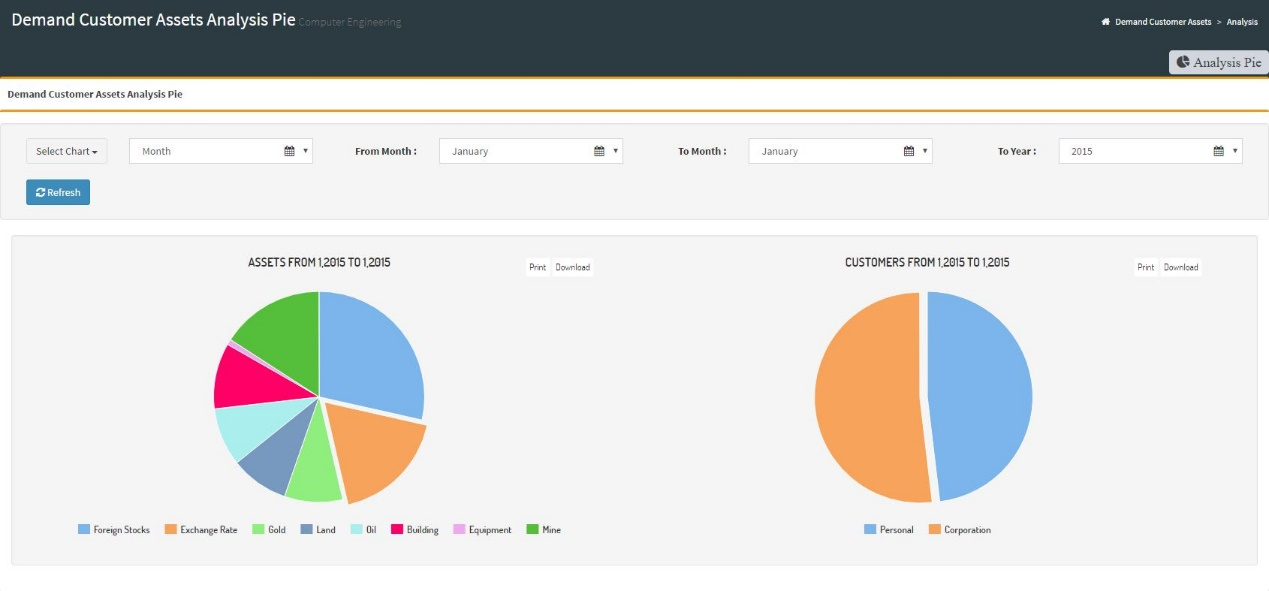 Demand Customer Assets Analysis Pie Computer Engineering
Demand Customer Assets > Analysis
Analysis Pie
Demand Customer Assets Analysis Pie
Select Chart Month From Month : January To Month : January To Year : 2015
Refresh
ASSETS FROM 1,2015 TO 1,2015
Print Download
CUSTOMERS FROM 1,2015 TO 1,2015
Print Download
Foreign Stocks Exchange Rate Gold Land Oil Building Equipment Mine
Personal Corporation